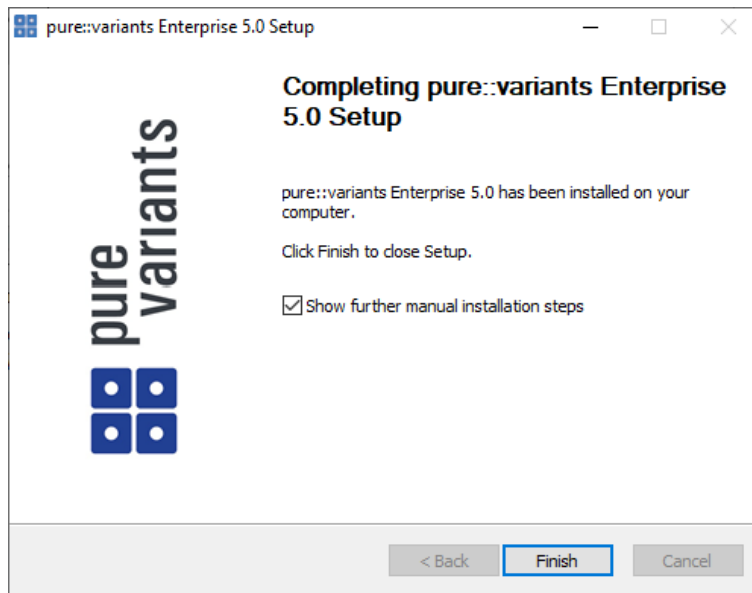 pure::variants Enterprise 5.0 Setup
Completing pure::variants Enterprise
5.0 Setup
pure
variants
pure::variants Enterprise 5.0 has been installed on your
computer.
Click Finish to close Setup.
Show further manual installation steps
< Back
Finish
Cancel